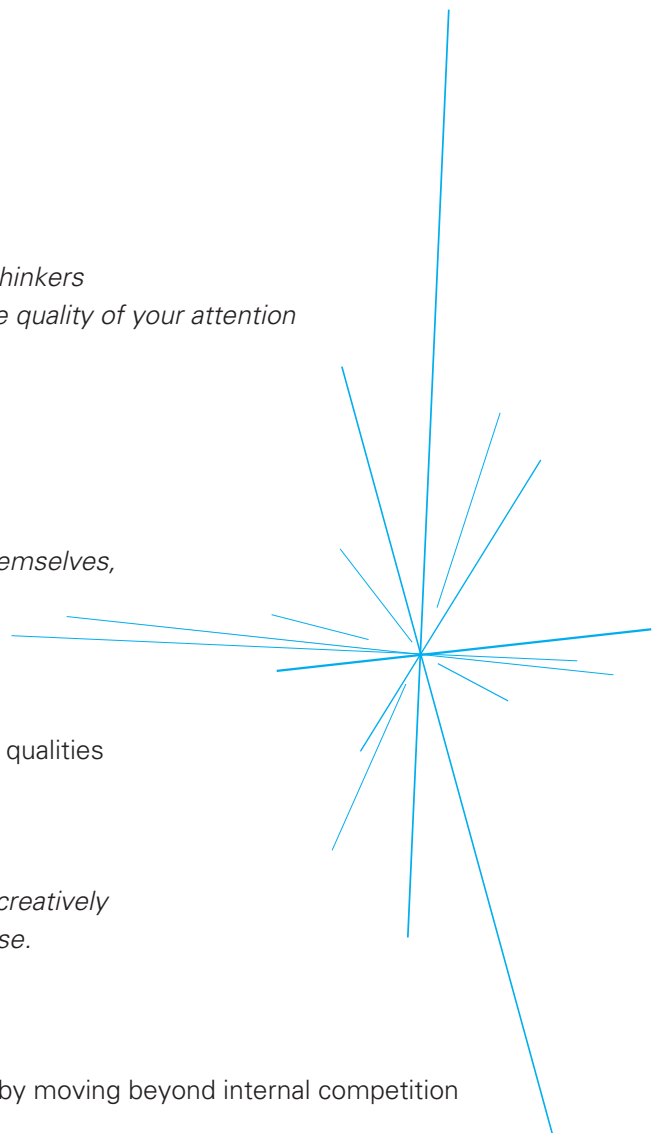 hinkers
e quality of your attention
emselves,
qualities
creatively
se.
by moving beyond internal competition